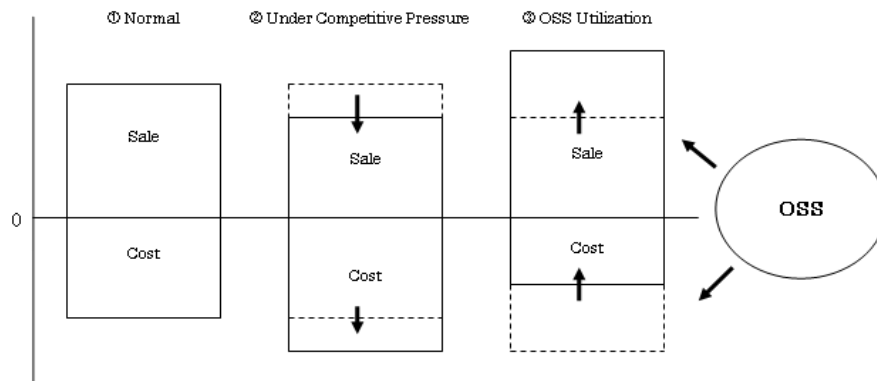 ① Normal
② Under Competitive Pressure
③ OSS Utilization
Sale
Sale
Sale
OSS
0
Cost
Cost
Cost